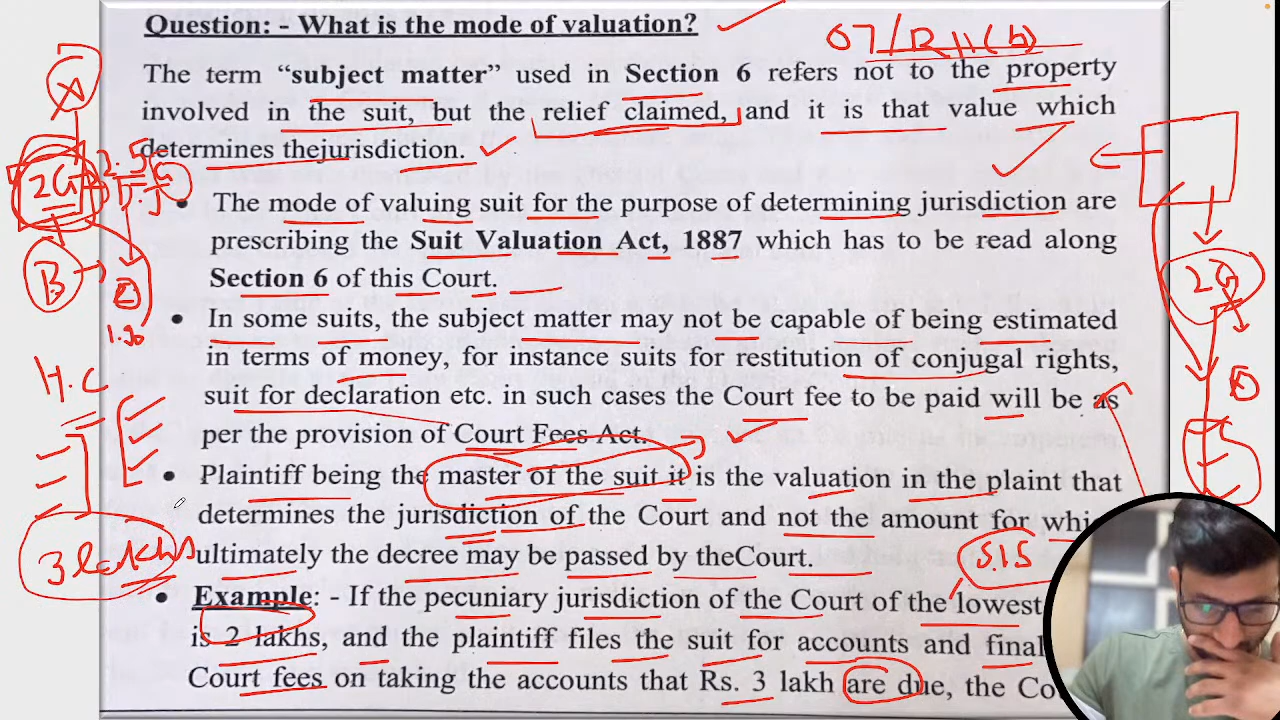 Question: - What is the mode of valuation?
07/R11(b)
The term “subject matter” used in Section 6 refers not to the property
involved in the suit, but the relief claimed, and it is that value which
determines thejurisdiction.
• The mode of valuing suit for the purpose of determining jurisdiction are
prescribing the Suit Valuation Act, 1887 which has to be read along
Section 6 of this Court.
• In some suits, the subject matter may not be capable of being estimated
in terms of money, for instance suits for restitution of conjugal rights,
suit for declaration etc. in such cases the Court fee to be paid will be as
per the provision of Court Fees Act.
• Plaintiff being the master of the suit it is the valuation in the plaint that
determines the jurisdiction of the Court and not the amount for which
ultimately the decree may be passed by theCourt.
• Example: - If the pecuniary jurisdiction of the Court of the lowest
is 2 lakhs, and the plaintiff files the suit for accounts and final
Court fees on taking the accounts that Rs. 3 lakh are due, the Co
A
B
H.C
3 lakhs
S.15